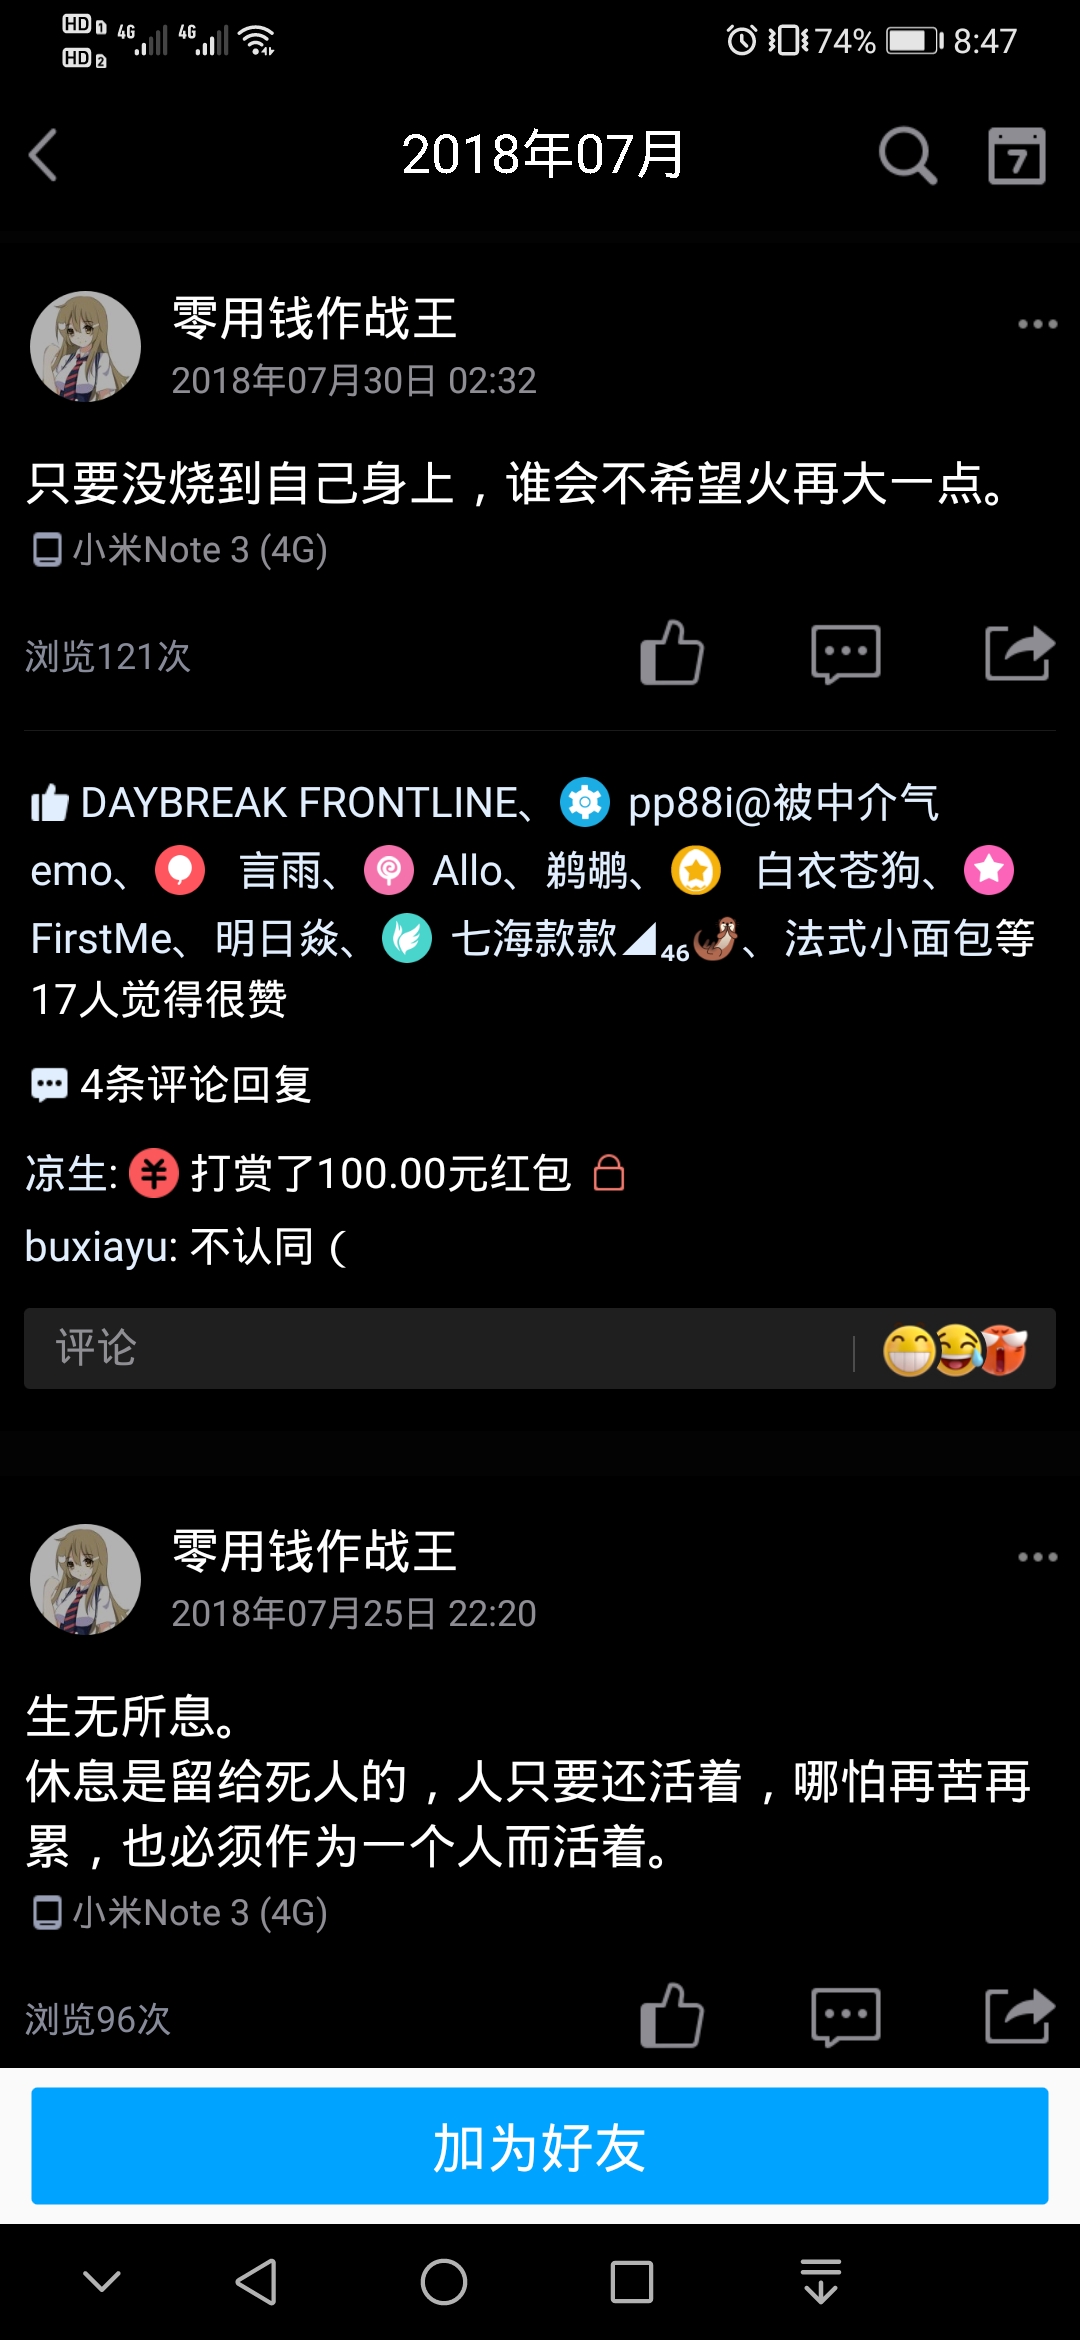 HD 1 4G 4G 74% 8:47
HD 2
2018年07月
7
零用钱作战王
2018年07月30日 02:32
只要没烧到自己身上，谁会不希望火再大一点。
小米Note 3 (4G)
浏览121次
DAYBREAK FRONTLINE、 pp88i@被中介气
emo、 言雨、 Allo、鹈鹕、 白衣苍狗、
FirstMe、明日焱、 七海款款◢₄₆🦦、法式小面包等
17人觉得很赞
4条评论回复
凉生: ¥ 打赏了100.00元红包
buxiayu: 不认同（
评论
零用钱作战王
2018年07月25日 22:20
生无所息。
休息是留给死人的，人只要还活着，哪怕再苦再
累，也必须作为一个人而活着。
小米Note 3 (4G)
浏览96次
加为好友